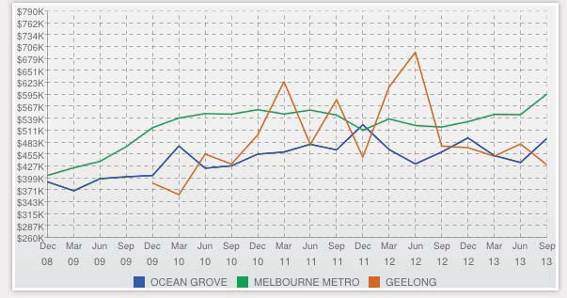 $790K
$762K
$734K
$706K
$679K
$651K
$623K
$595K
$567K
$539K
$511K
$483K
$455K
$427K
$399K
$371K
$343K
$315K
$287K
$260K
Dec Mar Jun Sep Dec Mar Jun Sep Dec Mar Jun Sep Dec Mar Jun Sep Dec Mar Jun Sep
08 09 09 09 09 10 10 10 10 11 11 11 11 12 12 12 12 13 13 13
OCEAN GROVE MELBOURNE METRO GEELONG